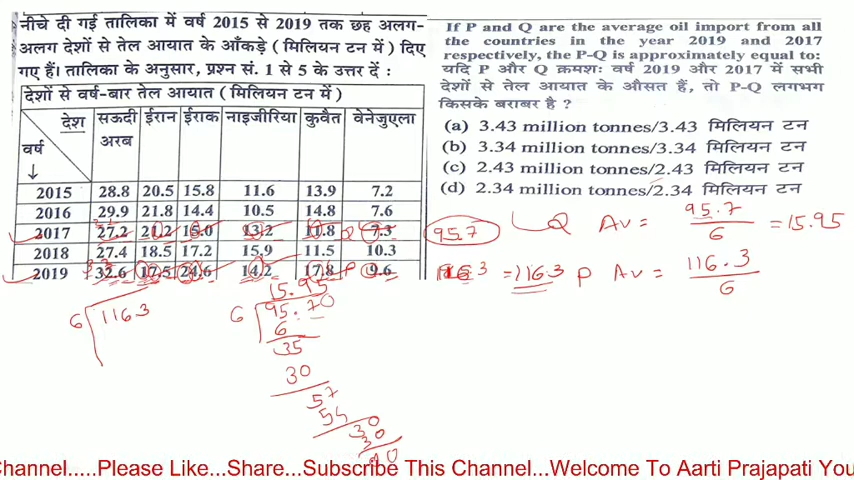 नीचे दी गई तालिका में वर्ष 2015 से 2019 तक छह अलग-
अलग देशों से तेल आयात के आँकड़े (मिलियन टन में) दिए
गए हैं। तालिका के अनुसार, प्रश्न सं. 1 से 5 के उत्तर दें :
देशों से वर्ष-बार तेल आयात (मिलियन टन में)
देश सऊदी ईरान ईराक नाइजीरिया कुवैत वेनेजुएला
अरब
वर्ष
↓
2015 28.8 20.5 15.8 11.6 13.9 7.2
2016 29.9 21.8 14.4 10.5 14.8 7.6
2017 27.2 21.2 15.0 13.2 11.8 7.3
2018 27.4 18.5 17.2 15.9 11.5 10.3
2019 32.6 17.5 24.6 14.2 17.8 9.6
If P and Q are the average oil import from all
the countries in the year 2019 and 2017
respectively, the P-Q is approximately equal to:
यदि P और Q क्रमशः वर्ष 2019 और 2017 में सभी
देशों से तेल आयात के औसत हैं, तो P-Q लगभग
किसके बराबर है ?
(a) 3.43 million tonnes/3.43 मिलियन टन
(b) 3.34 million tonnes/3.34 मिलियन टन
(c) 2.43 million tonnes/2.43 मिलियन टन
(d) 2.34 million tonnes/2.34 मिलियन टन
95.7 Q Av = 95.7/6 = 15.95
= 116.3 P Av = 116.3/6
6 1163
15.95
6 95.70
6
35
30
57
54
30
30
Channel.....Please Like...Share...Subscribe This Channel...Welcome To Aarti Prajapati You